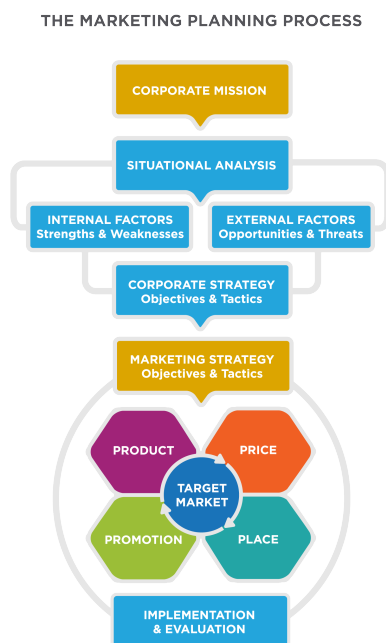 THE MARKETING PLANNING PROCESS
CORPORATE MISSION
SITUATIONAL ANALYSIS
INTERNAL FACTORS
Strengths & Weaknesses
EXTERNAL FACTORS
Opportunities & Threats
CORPORATE STRATEGY
Objectives & Tactics
MARKETING STRATEGY
Objectives & Tactics
PRODUCT
PRICE
TARGET
MARKET
PROMOTION
PLACE
IMPLEMENTATION
& EVALUATION